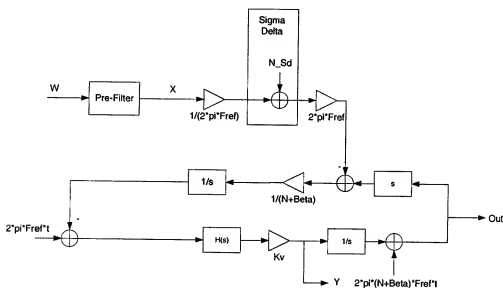 Sigma
Delta
N_Sd
W
Pre-Filter
X
1/(2*pi*Fref)
2*pi*Fref
-
1/s
1/(N+Beta)
s
-
Out
2*pi*Fref*t
H(s)
Kv
1/s
Y
2*pi*(N+Beta)*Fref*t